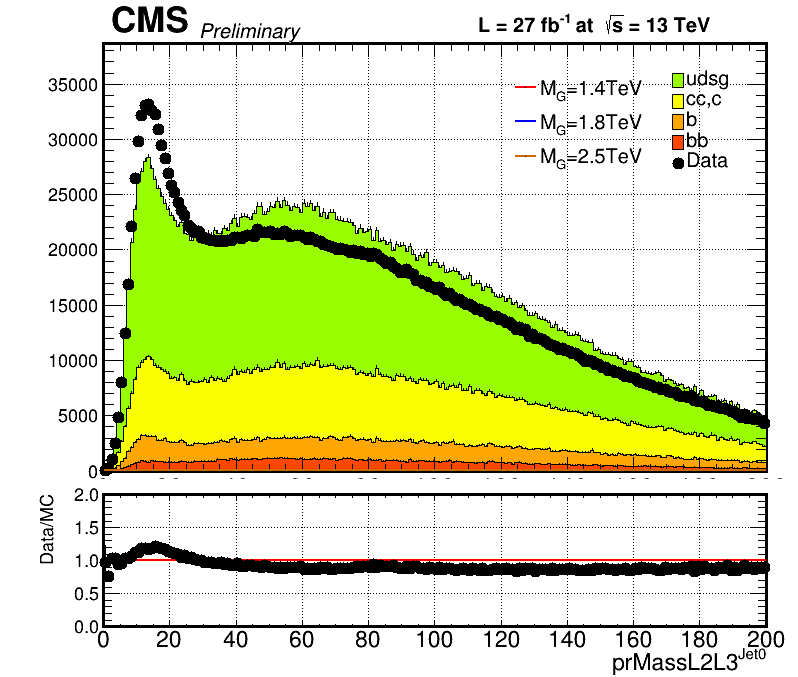 CMS Preliminary L = 27 fb⁻¹ at √s = 13 TeV
35000
30000
25000
20000
15000
10000
5000
0
M_G=1.4TeV
M_G=1.8TeV
M_G=2.5TeV
udsg
cc,c
b
bb
Data
Data/MC
2.0
1.5
1.0
0.5
0.0
0 20 40 60 80 100 120 140 160 180 200
prMassL2L3^Jet0